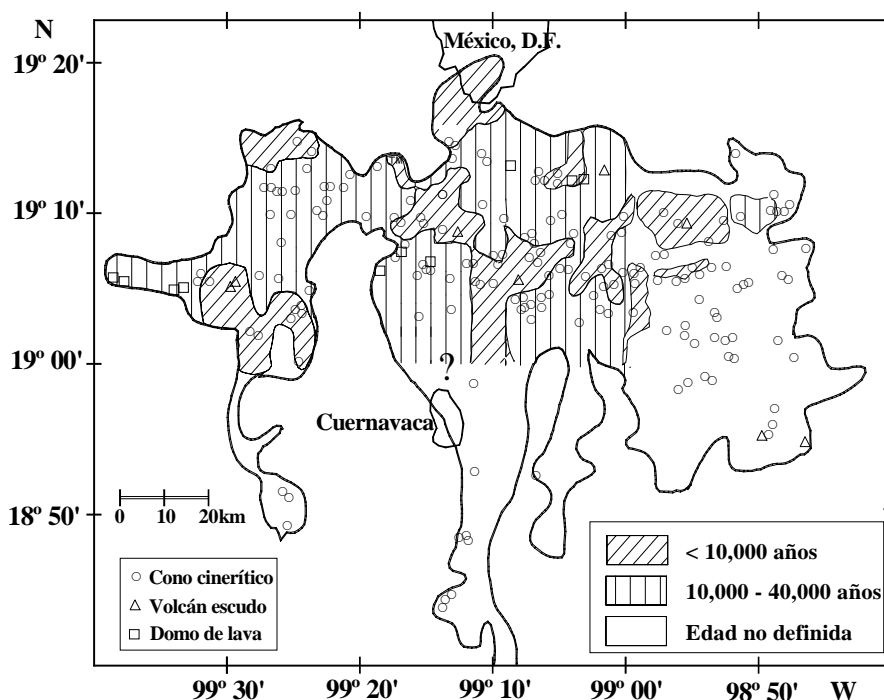 N
México, D.F.
19º 20'
19º 10'
19º 00'
?
Cuernavaca
18º 50'
0 10 20km
Cono cinerítico
Volcán escudo
Domo de lava
< 10,000 años
10,000 - 40,000 años
Edad no definida
99º 30' 99º 20' 99º 10' 99º 00' 98º 50' W